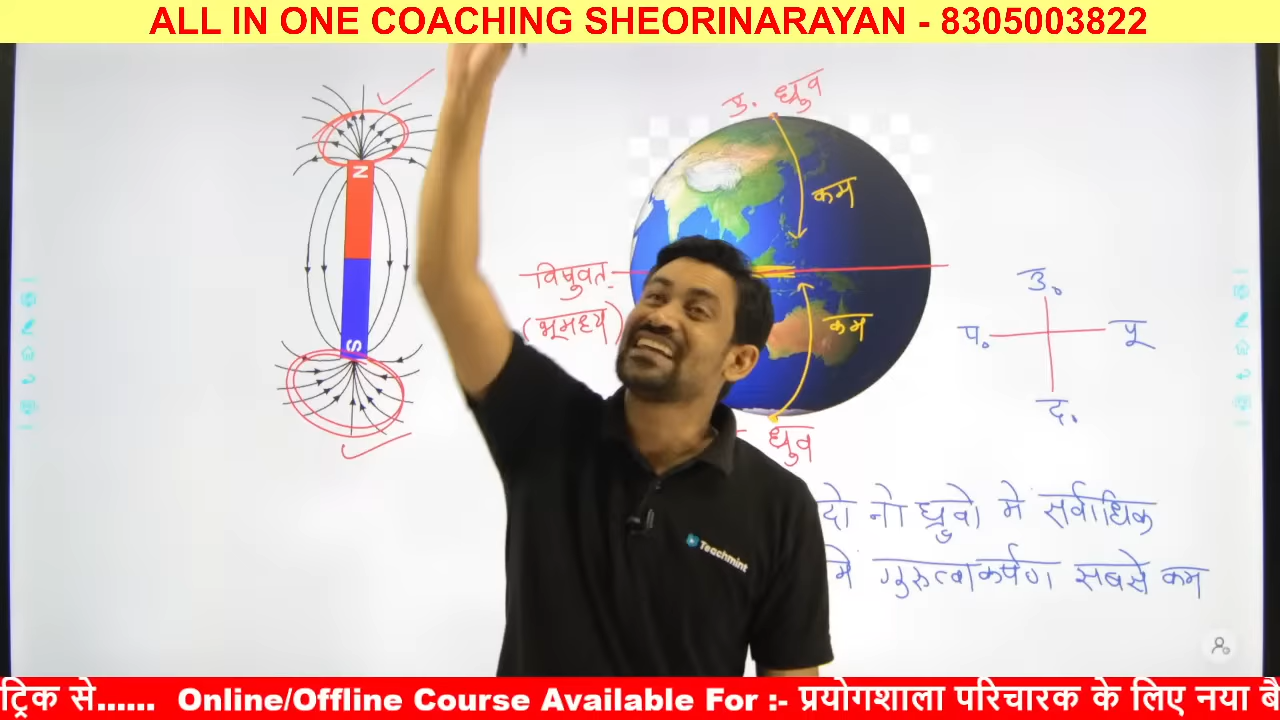 ALL IN ONE COACHING SHEORINARAYAN - 8305003822
उ. ध्रुव
N
कम
विषुवत
(भूमध्य)
कम
S
उ.
प.
पू
द.
ध्रुव
दो नो ध्रुवो में सर्वाधिक
में गुरुत्वाकर्षण सबसे कम
Teachmint
ट्रिक से...... Online/Offline Course Available For :- प्रयोगशाला परिचारक के लिए नया बै